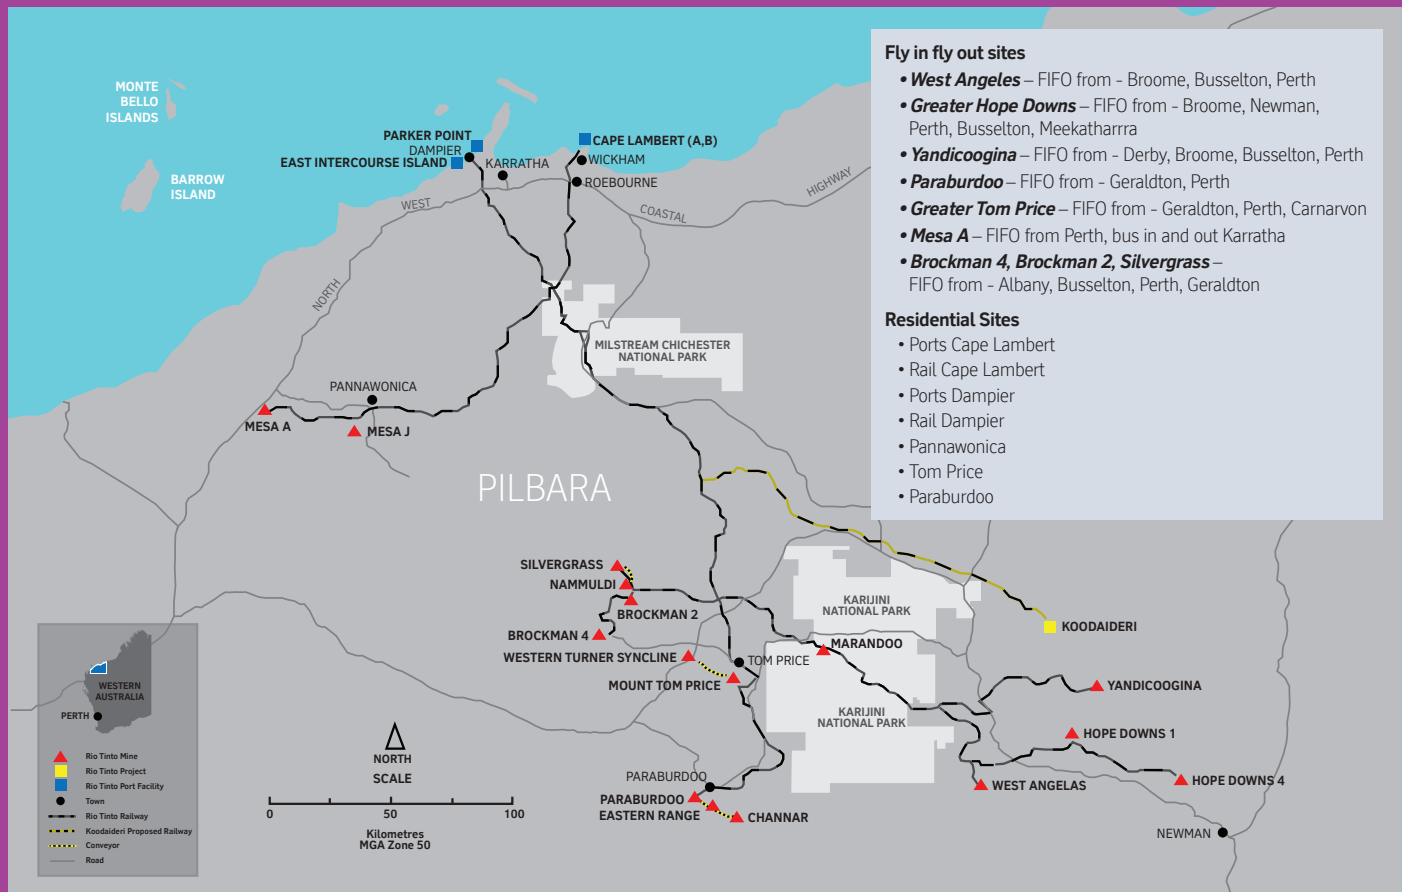 MONTE
BELLO
ISLANDS
BARROW
ISLAND
PARKER POINT
DAMPIER
EAST INTERCOURSE ISLAND
KARRATHA
CAPE LAMBERT (A,B)
WICKHAM
ROEBOURNE
WEST
COASTAL
HIGHWAY
NORTH
MILSTREAM CHICHESTER
NATIONAL PARK
PANNAWONICA
MESA A
MESA J
PILBARA
Fly in fly out sites
• West Angeles – FIFO from - Broome, Busselton, Perth
• Greater Hope Downs – FIFO from - Broome, Newman,
Perth, Busselton, Meekatharrra
• Yandicoogina – FIFO from - Derby, Broome, Busselton, Perth
• Paraburdoo – FIFO from - Geraldton, Perth
• Greater Tom Price – FIFO from - Geraldton, Perth, Carnarvon
• Mesa A – FIFO from Perth, bus in and out Karratha
• Brockman 4, Brockman 2, Silvergrass –
FIFO from - Albany, Busselton, Perth, Geraldton
Residential Sites
• Ports Cape Lambert
• Rail Cape Lambert
• Ports Dampier
• Rail Dampier
• Pannawonica
• Tom Price
• Paraburdoo
SILVERGRASS
NAMMULDI
BROCKMAN 2
BROCKMAN 4
WESTERN TURNER SYNCLINE
MOUNT TOM PRICE
TOM PRICE
KARIJINI
NATIONAL PARK
MARANDOO
KARIJINI
NATIONAL PARK
KOODAIDERI
YANDICOOGINA
HOPE DOWNS 1
HOPE DOWNS 4
WEST ANGELAS
NEWMAN
PARABURDOO
PARABURDOO
EASTERN RANGE
CHANNAR
WESTERN
AUSTRALIA
PERTH
Rio Tinto Mine
Rio Tinto Project
Rio Tinto Port Facility
Town
Rio Tinto Railway
Koodaideri Proposed Railway
Conveyor
Road
NORTH
SCALE
0 50 100
Kilometres
MGA Zone 50